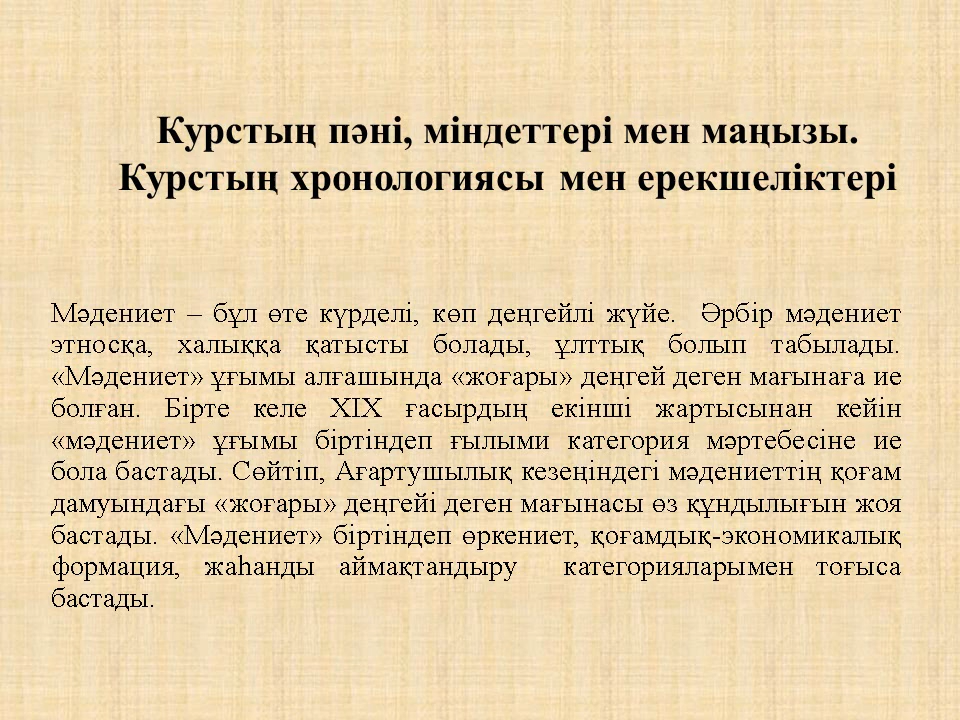 Курстың пәні, міндеттері мен маңызы.
Курстың хронологиясы мен ерекшеліктері
Мәдениет – бұл өте күрделі, көп деңгейлі жүйе. Әрбір мәдениет
этносқа, халыққа қатысты болады, ұлттық болып табылады.
«Мәдениет» ұғымы алғашында «жоғары» деңгей деген мағынаға ие
болған. Бірте келе XIX ғасырдың екінші жартысынан кейін
«мәдениет» ұғымы біртіндеп ғылыми категория мәртебесіне ие
бола бастады. Сөйтіп, Ағартушылық кезеңіндегі мәдениеттің қоғам
дамуындағы «жоғары» деңгейі деген мағынасы өз құндылығын жоя
бастады. «Мәдениет» біртіндеп өркениет, қоғамдық-экономикалық
формация, жаһанды аймақтандыру категорияларымен тоғыса
бастады.